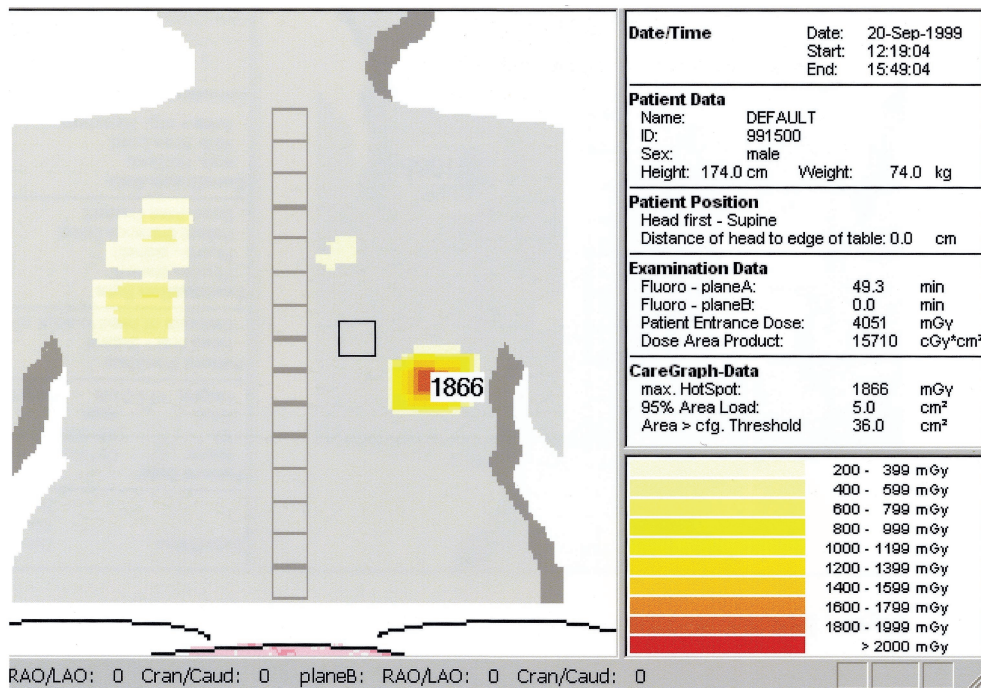 1866
Date/Time Date: 20-Sep-1999
Start: 12:19:04
End: 15:49:04
Patient Data
Name: DEFAULT
ID: 991500
Sex: male
Height: 174.0 cm Weight: 74.0 kg
Patient Position
Head first - Supine
Distance of head to edge of table: 0.0 cm
Examination Data
Fluoro - planeA: 49.3 min
Fluoro - planeB: 0.0 min
Patient Entrance Dose: 4051 mGy
Dose Area Product: 15710 cGy*cm²
CareGraph-Data
max. HotSpot: 1866 mGy
95% Area Load: 5.0 cm²
Area > cfg. Threshold 36.0 cm²
200 - 399 mGy
400 - 599 mGy
600 - 799 mGy
800 - 999 mGy
1000 - 1199 mGy
1200 - 1399 mGy
1400 - 1599 mGy
1600 - 1799 mGy
1800 - 1999 mGy
> 2000 mGy
RAO/LAO: 0 Cran/Caud: 0 planeB: RAO/LAO: 0 Cran/Caud: 0